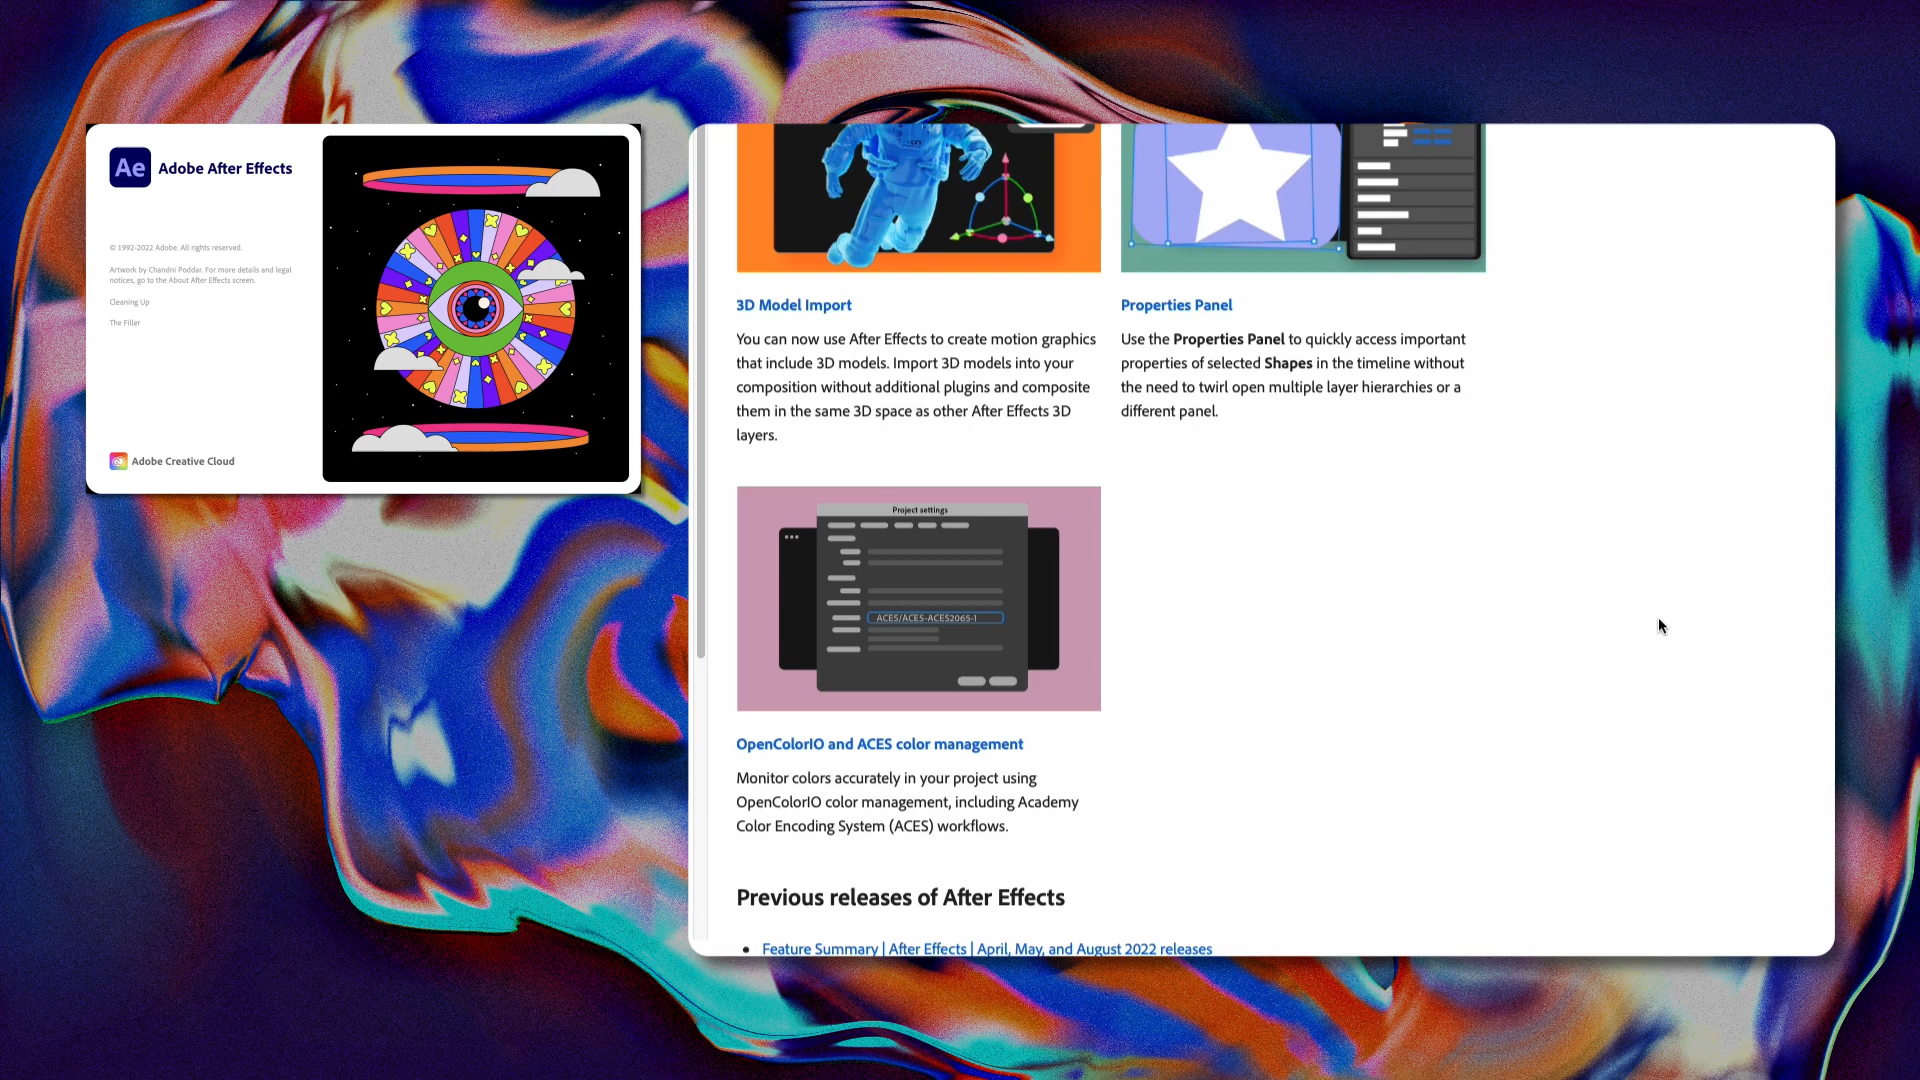 Ae Adobe After Effects
© 1992-2022 Adobe. All rights reserved.
Artwork by Chandni Poddar. For more details and legal
notices, go to the About After Effects screen.
Cleaning Up
The Filler
Adobe Creative Cloud
3D Model Import
You can now use After Effects to create motion graphics
that include 3D models. Import 3D models into your
composition without additional plugins and composite
them in the same 3D space as other After Effects 3D
layers.
Properties Panel
Use the Properties Panel to quickly access important
properties of selected Shapes in the timeline without
the need to twirl open multiple layer hierarchies or a
different panel.
Project settings
ACES/ACES-ACES2065-1
OpenColorIO and ACES color management
Monitor colors accurately in your project using
OpenColorIO color management, including Academy
Color Encoding System (ACES) workflows.
Previous releases of After Effects
• Feature Summary | After Effects | April, May, and August 2022 releases